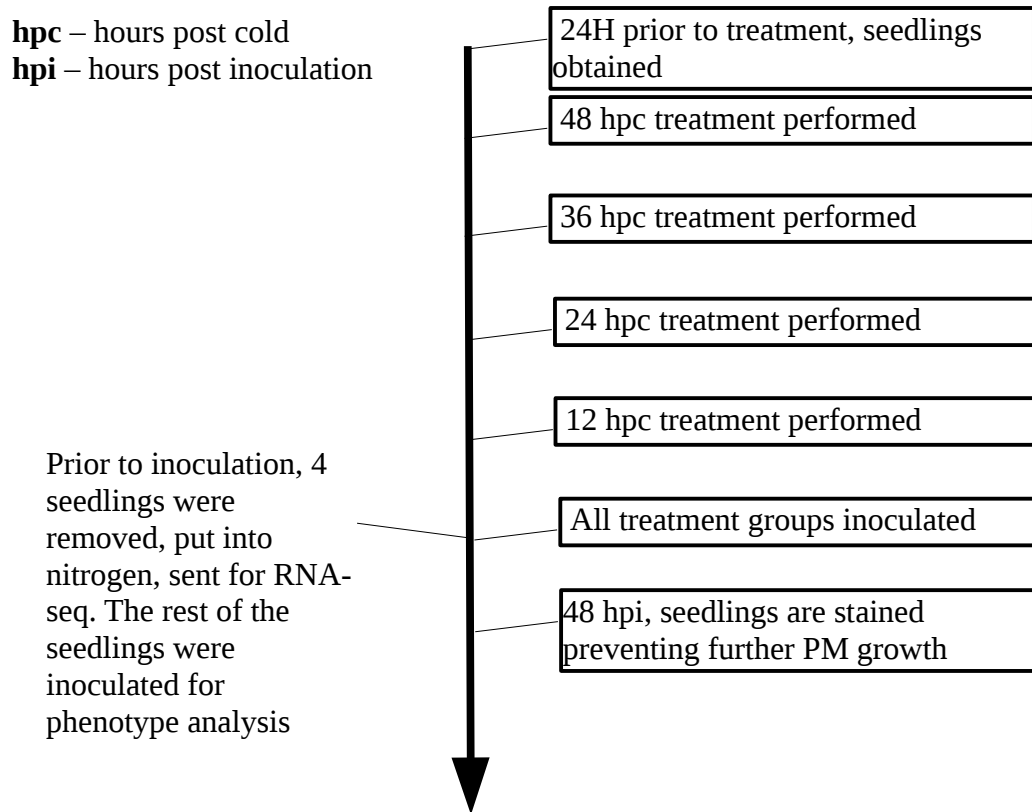 hpc – hours post cold
hpi – hours post inoculation
24H prior to treatment, seedlings
obtained
48 hpc treatment performed
36 hpc treatment performed
24 hpc treatment performed
12 hpc treatment performed
Prior to inoculation, 4
seedlings were
removed, put into
nitrogen, sent for RNA-
seq. The rest of the
seedlings were
inoculated for
phenotype analysis
All treatment groups inoculated
48 hpi, seedlings are stained
preventing further PM growth